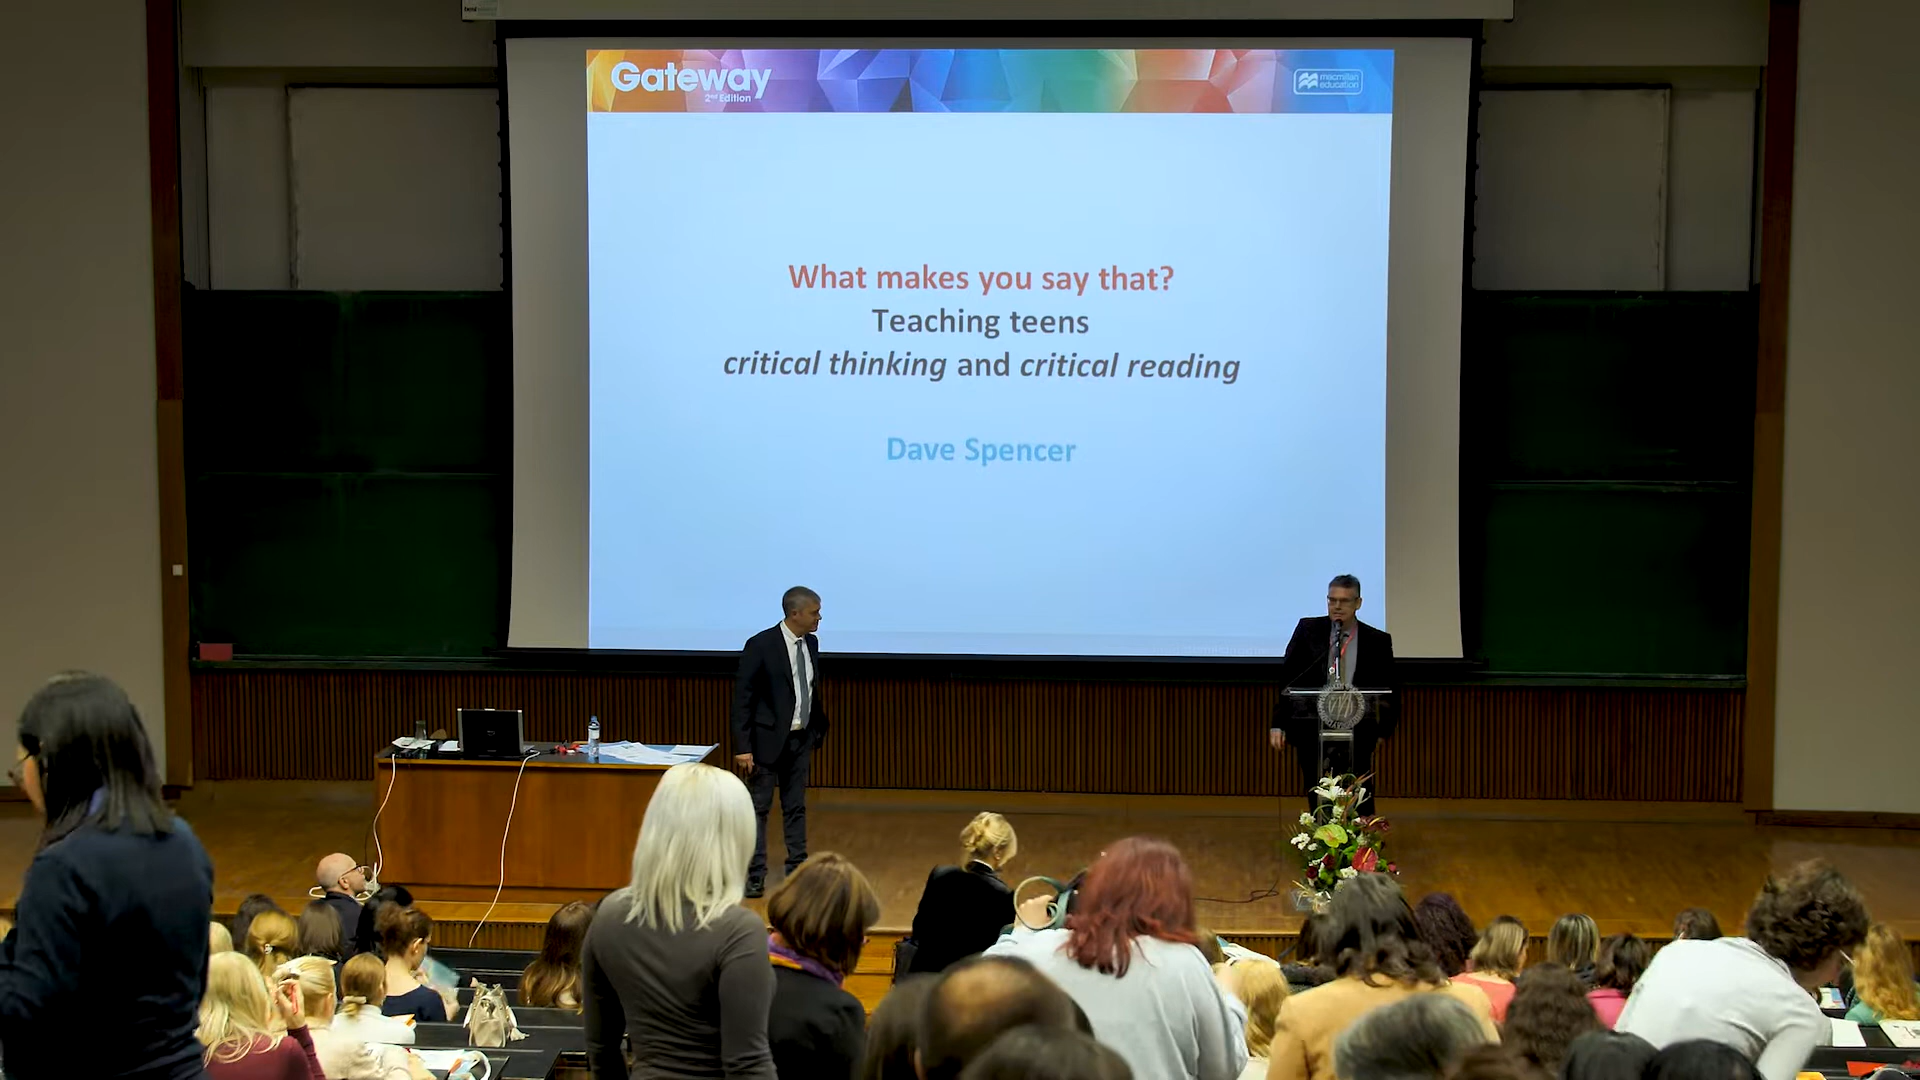 Gateway
2nd Edition
macmillan
education
What makes you say that?
Teaching teens
critical thinking and critical reading
Dave Spencer